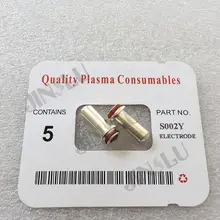 Quality Plasma Consumables
CONTAINS
5
PART NO.
S002Y
ELECTRODE